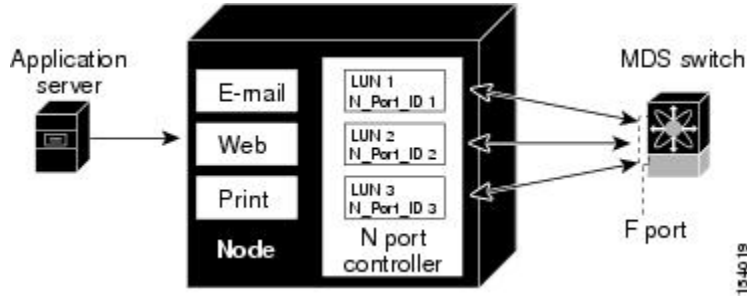 Application
server
E-mail
Web
Print
Node
LUN 1
N_Port_ID 1
LUN 2
N_Port_ID 2
LUN 3
N_Port_ID 3
N port
controller
MDS switch
F port
154019